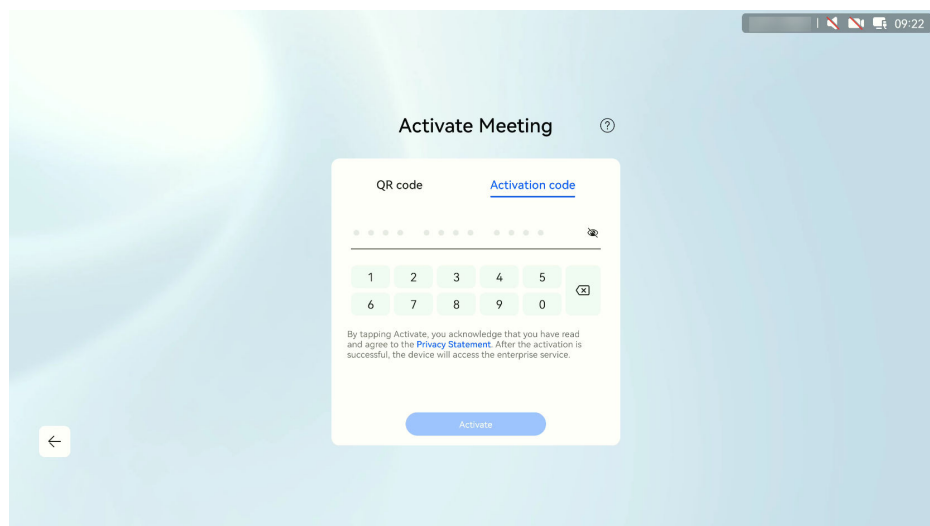 09:22
Activate Meeting ?
QR code Activation code
1 2 3 4 5
6 7 8 9 0
By tapping Activate, you acknowledge that you have read
and agree to the Privacy Statement. After the activation is
successful, the device will access the enterprise service.
Activate